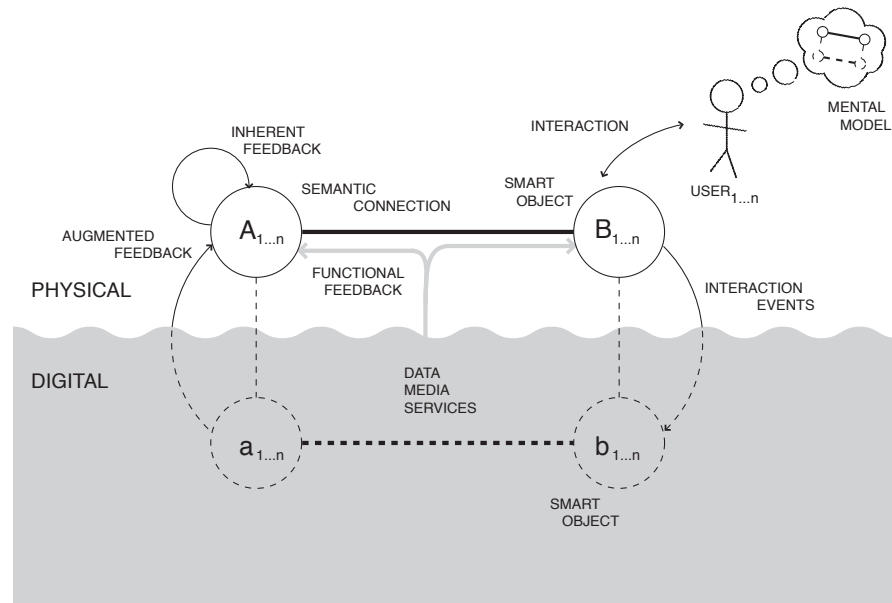 MENTAL
MODEL
INTERACTION
USER1...n
INHERENT
FEEDBACK
SEMANTIC
CONNECTION
SMART
OBJECT
A1...n
B1...n
AUGMENTED
FEEDBACK
FUNCTIONAL
FEEDBACK
INTERACTION
EVENTS
PHYSICAL
DIGITAL
DATA
MEDIA
SERVICES
a1...n
b1...n
SMART
OBJECT